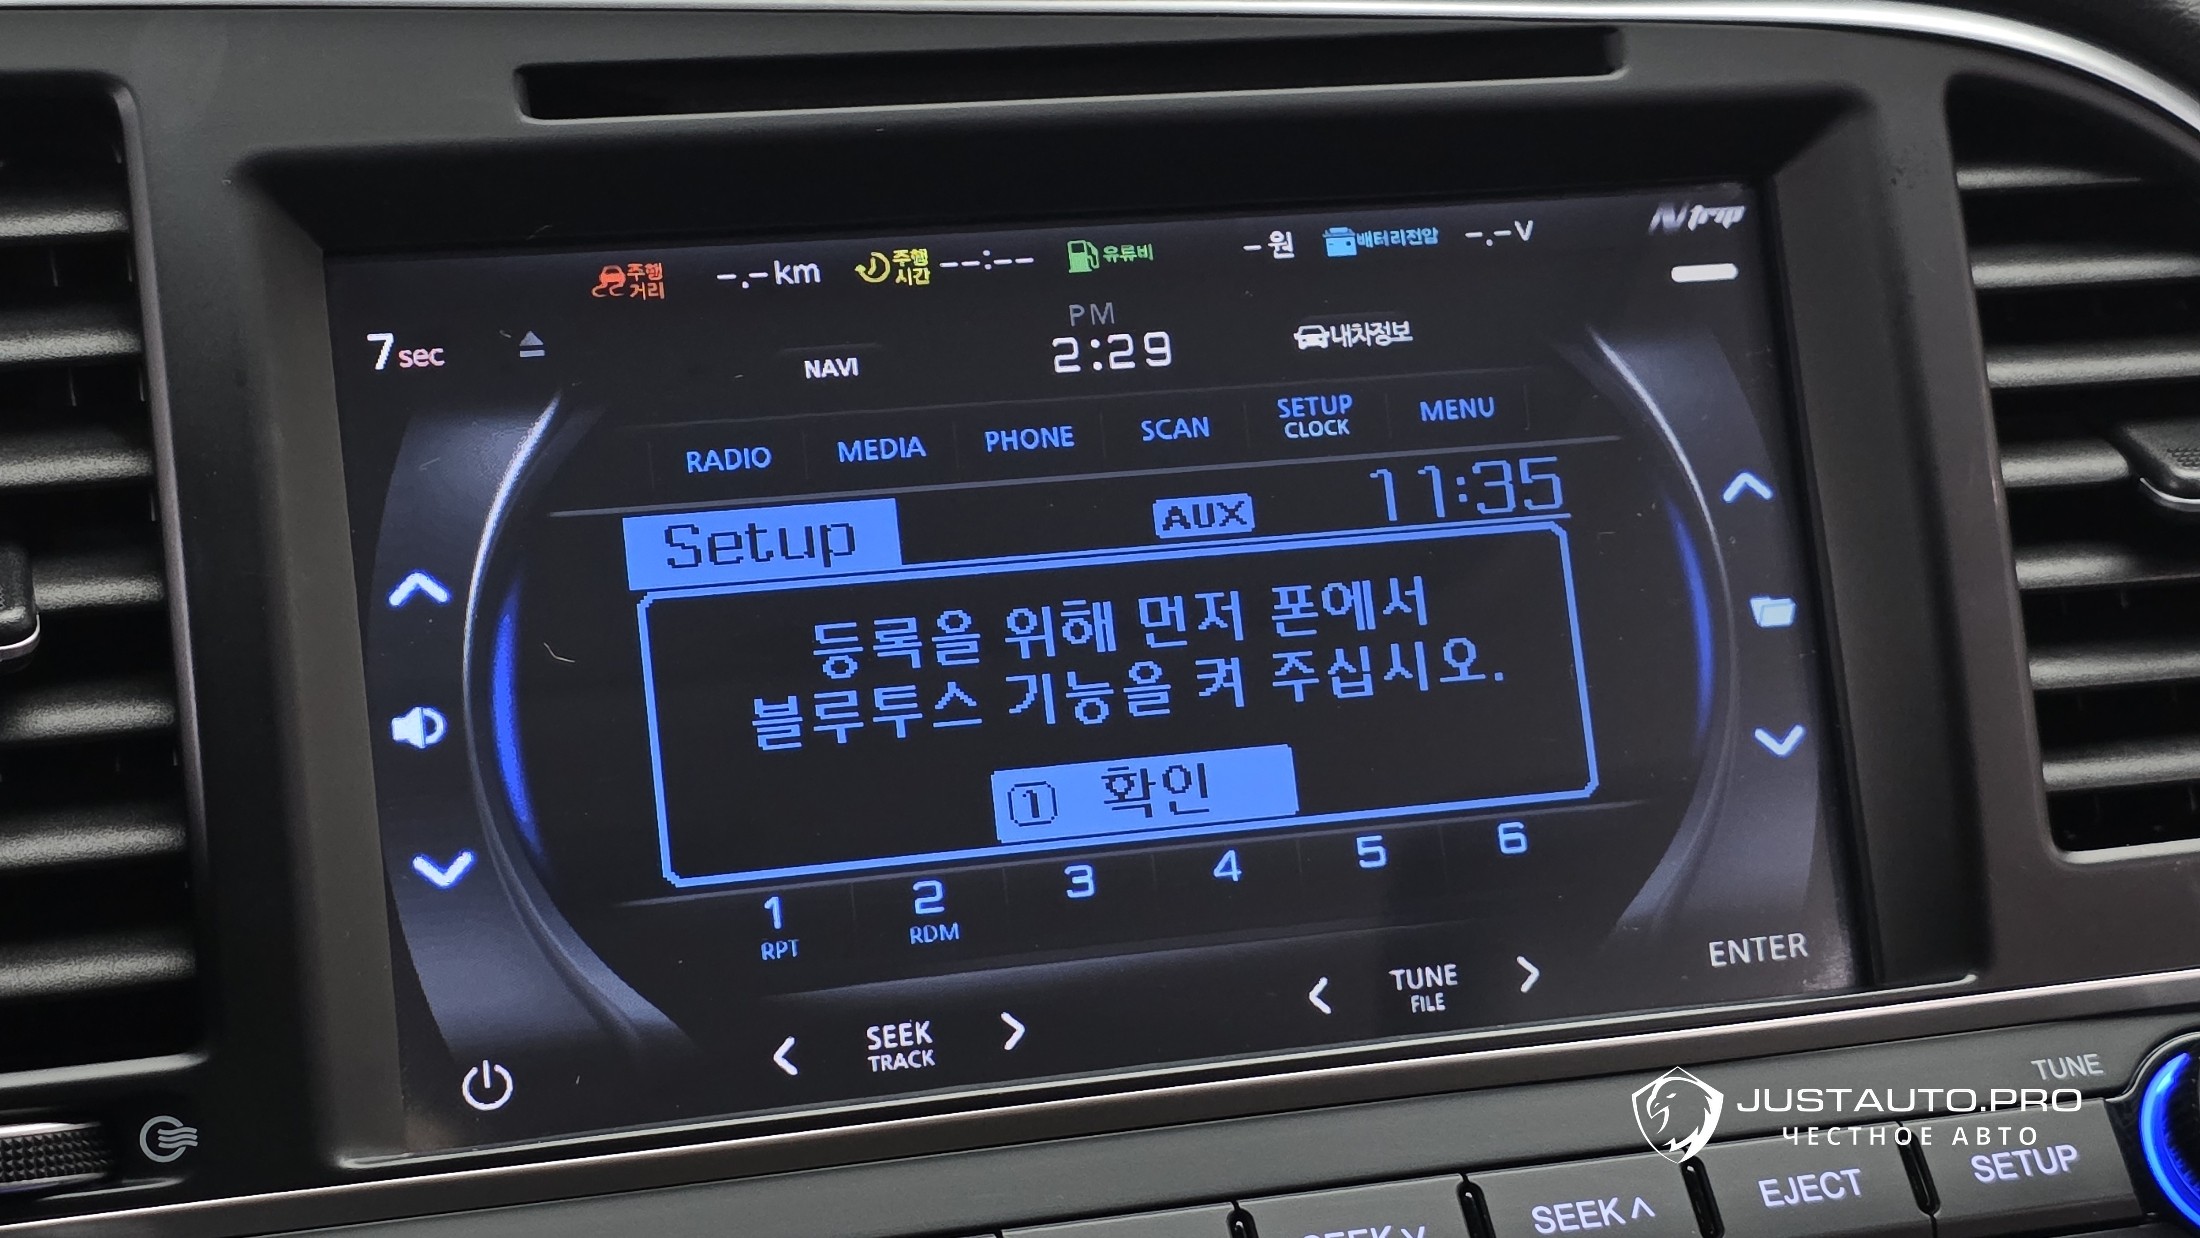 주행
거리
-.-km
주행
시간
--:--
유류비
-원
배터리전압
-.-V
trip
7 sec
NAVI
PM
2:29
내차정보
RADIO
MEDIA
PHONE
SCAN
SETUP
CLOCK
MENU
Setup
AUX
11:35
등록을 위해 먼저 폰에서
블루투스 기능을 켜 주십시오.
① 확인
1
RPT
2
RDM
3
4
5
6
SEEK
TRACK
TUNE
FILE
ENTER
TUNE
JUSTAUTO.PRO
ЧЕСТНОЕ АВТО
SEEK
SEEK
EJECT
SETUP